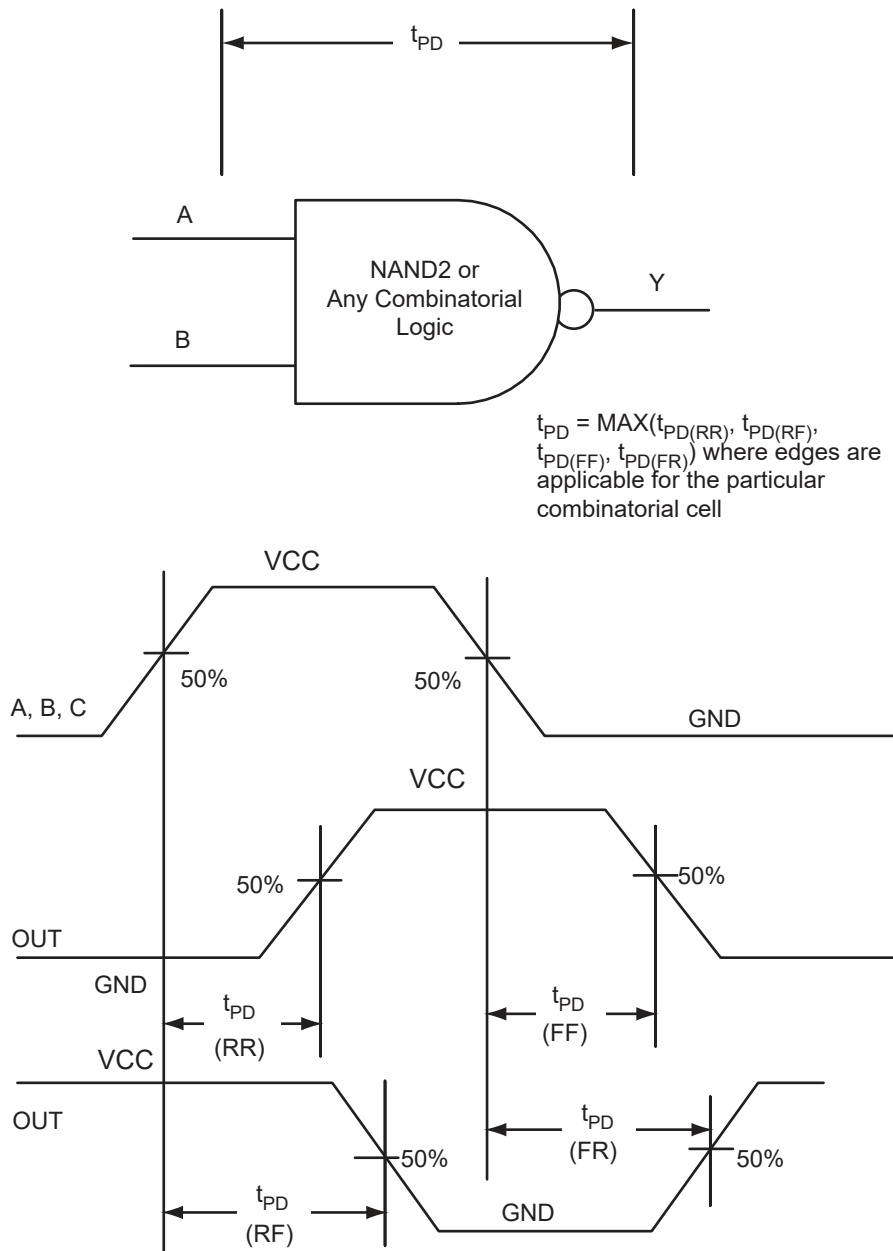 tPD
A
NAND2 or
Any Combinatorial
Logic
Y
B
tPD = MAX(tPD(RR), tPD(RF),
tPD(FF), tPD(FR)) where edges are
applicable for the particular
combinatorial cell
VCC
50%
50%
A, B, C
GND
VCC
50%
50%
OUT
GND
tPD
(RR)
tPD
(FF)
VCC
OUT
tPD
(FR)
50%
50%
tPD
(RF)
GND